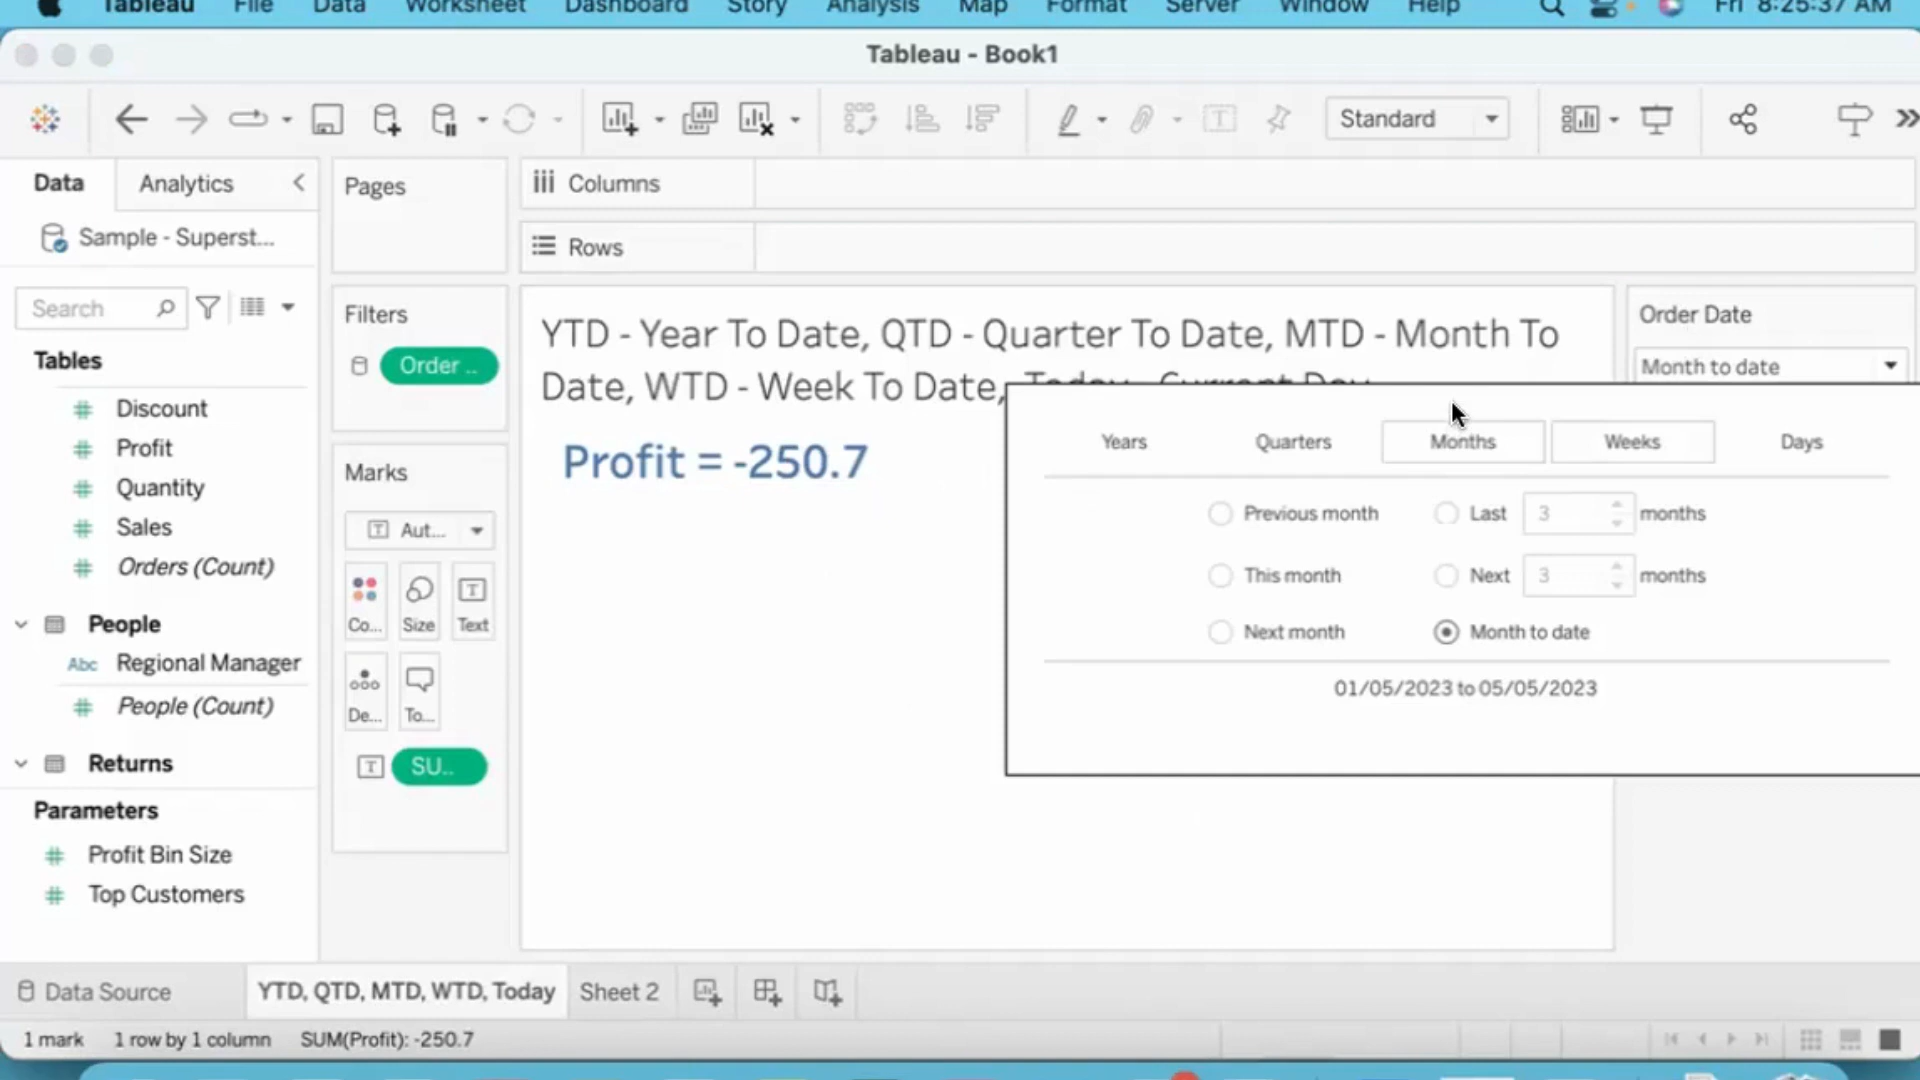 Tableau File Data Worksheet Dashboard Story Analysis Map Format Server Window Help Fri 8:25:37 AM
Tableau - Book1
Standard
Data Analytics
Sample - Superst...
Search
Tables
Discount
Profit
Quantity
Sales
Orders (Count)
People
Abc Regional Manager
People (Count)
Returns
Parameters
Profit Bin Size
Top Customers
Pages
Filters
Order ..
Marks
Aut...
Co... Size Text
De... To...
SU..
Columns
Rows
YTD - Year To Date, QTD - Quarter To Date, MTD - Month To
Date, WTD - Week To Date, Today - Current Day
Profit = -250.7
Order Date
Month to date
Years Quarters Months Weeks Days
Previous month Last 3 months
This month Next 3 months
Next month Month to date
01/05/2023 to 05/05/2023
Data Source YTD, QTD, MTD, WTD, Today Sheet 2
1 mark 1 row by 1 column SUM(Profit): -250.7